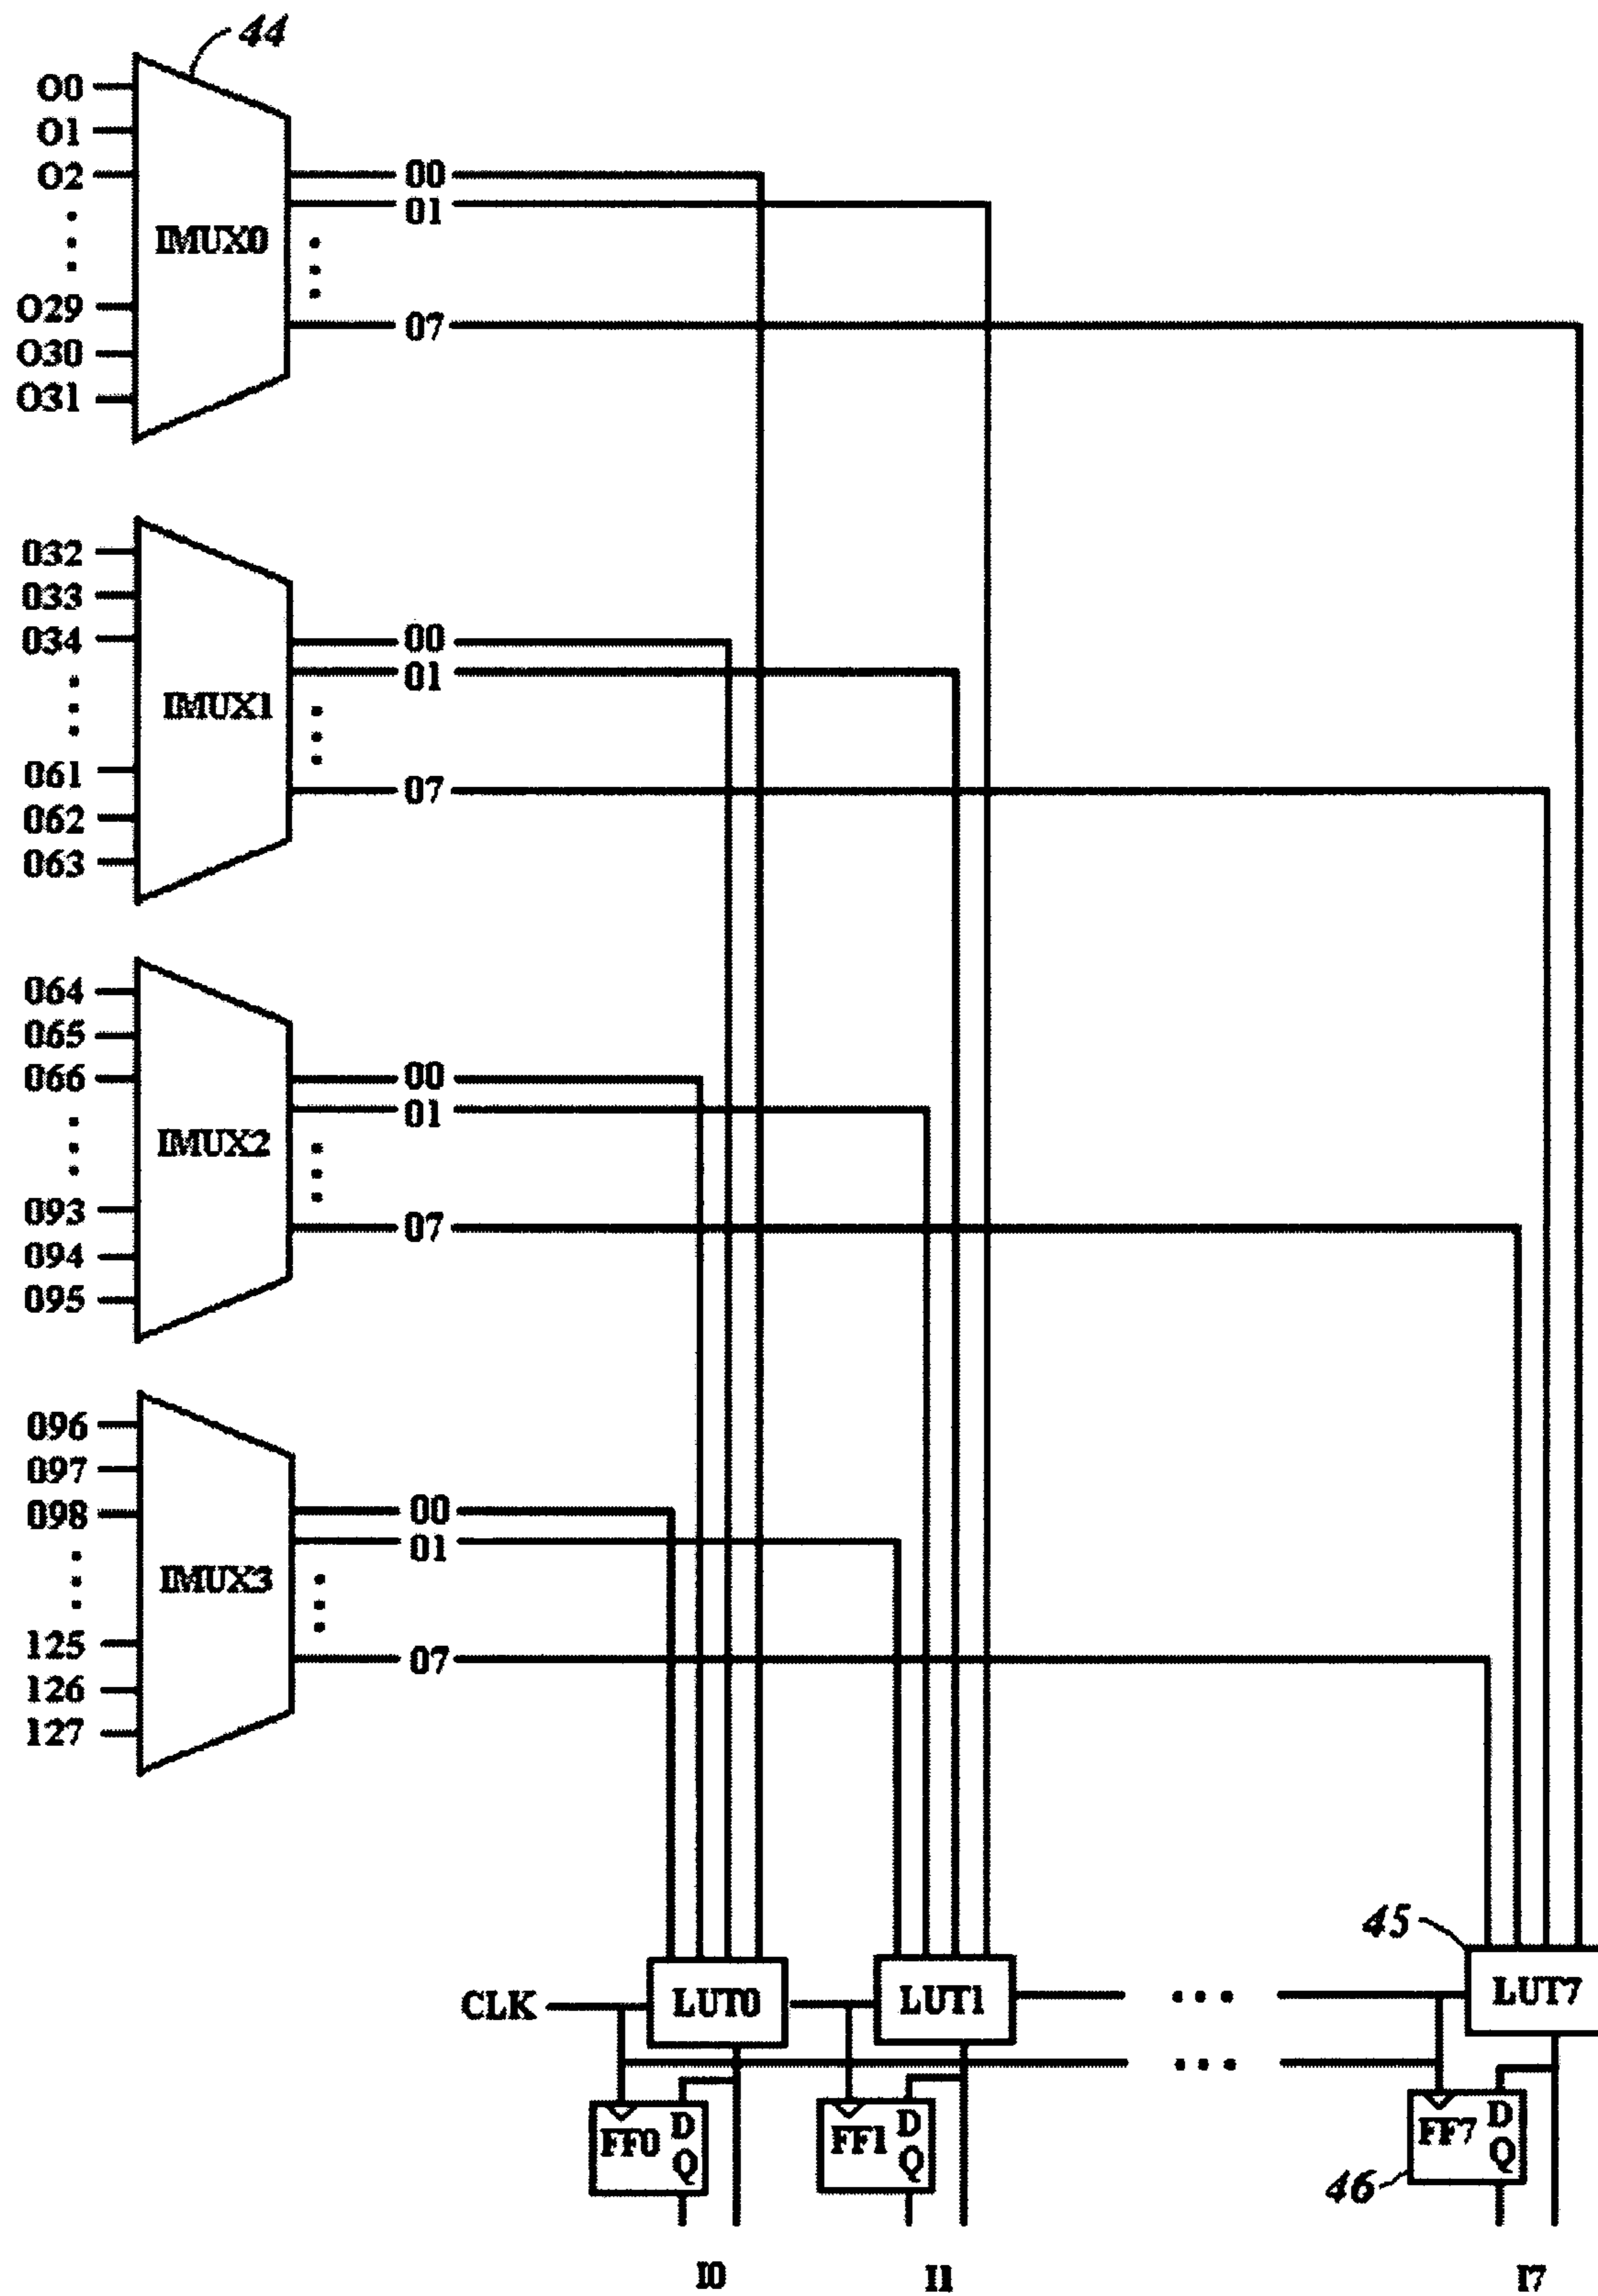 44
O0
O1
O2
IMUX0
O29
O30
O31
00
01
07
032
033
034
IMUX1
061
062
063
00
01
07
064
065
066
IMUX2
093
094
095
00
01
07
096
097
098
IMUX3
125
126
127
00
01
07
45
CLK
LUT0
LUT1
LUT7
FF0 D
Q
FF1 D
Q
FF7 D
Q
46
I0
I1
I7